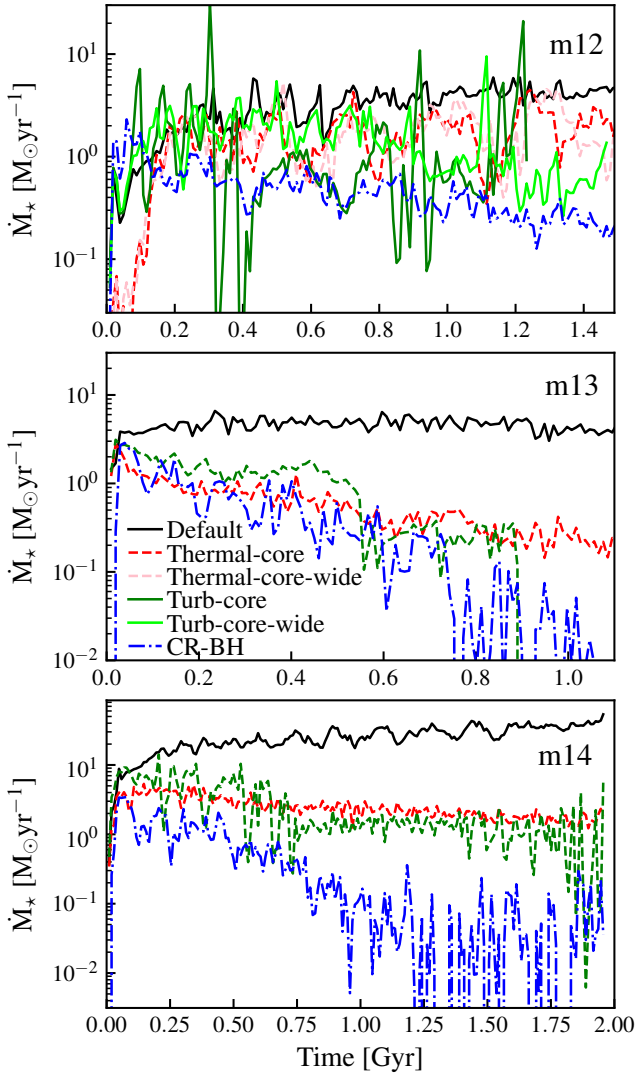 m12
10¹
10⁰
10⁻¹
Ṁ⋆ [M⊙yr⁻¹]
0.0 0.2 0.4 0.6 0.8 1.0 1.2 1.4
m13
10¹
10⁰
10⁻¹
10⁻²
Ṁ⋆ [M⊙yr⁻¹]
Default
Thermal-core
Thermal-core-wide
Turb-core
Turb-core-wide
CR-BH
0.0 0.2 0.4 0.6 0.8 1.0
m14
10¹
10⁰
10⁻¹
10⁻²
Ṁ⋆ [M⊙yr⁻¹]
0.00 0.25 0.50 0.75 1.00 1.25 1.50 1.75 2.00
Time [Gyr]